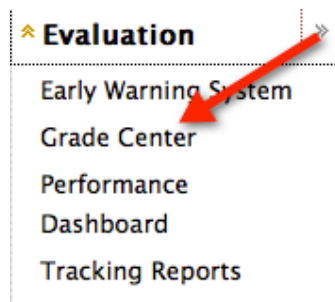 Evaluation
Early Warning System
Grade Center
Performance
Dashboard
Tracking Reports